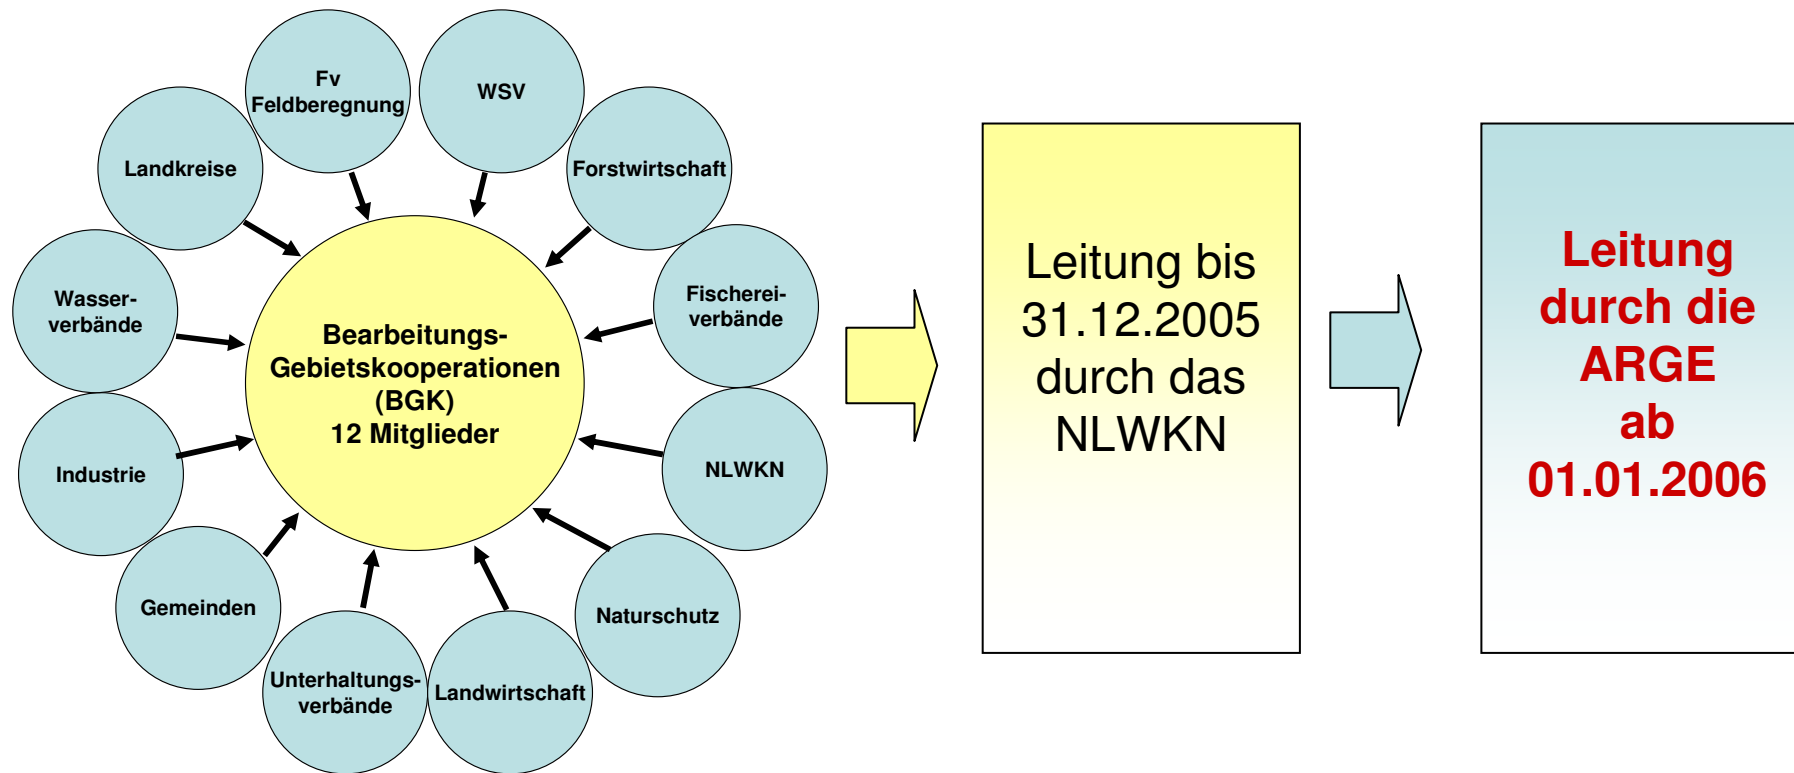 Fv
Feldberegnung
WSV
Landkreise
Forstwirtschaft
Wasser-
verbände
Fischerei-
verbände
Bearbeitungs-
Gebietskooperationen
(BGK)
12 Mitglieder
Industrie
NLWKN
Gemeinden
Naturschutz
Unterhaltungs-
verbände
Landwirtschaft
Leitung bis
31.12.2005
durch das
NLWKN
Leitung
durch die
ARGE
ab
01.01.2006